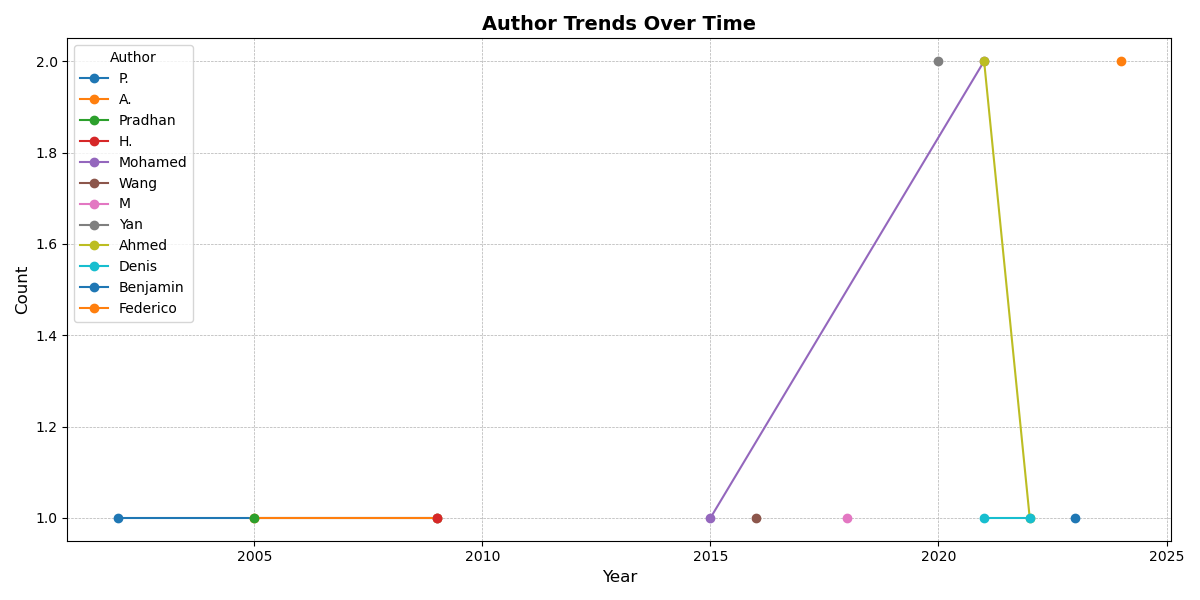 Author Trends Over Time
Author
P.
A.
Pradhan
H.
Mohamed
Wang
M
Yan
Ahmed
Denis
Benjamin
Federico
Count
2.0
1.8
1.6
1.4
1.2
1.0
2005
2010
2015
2020
2025
Year